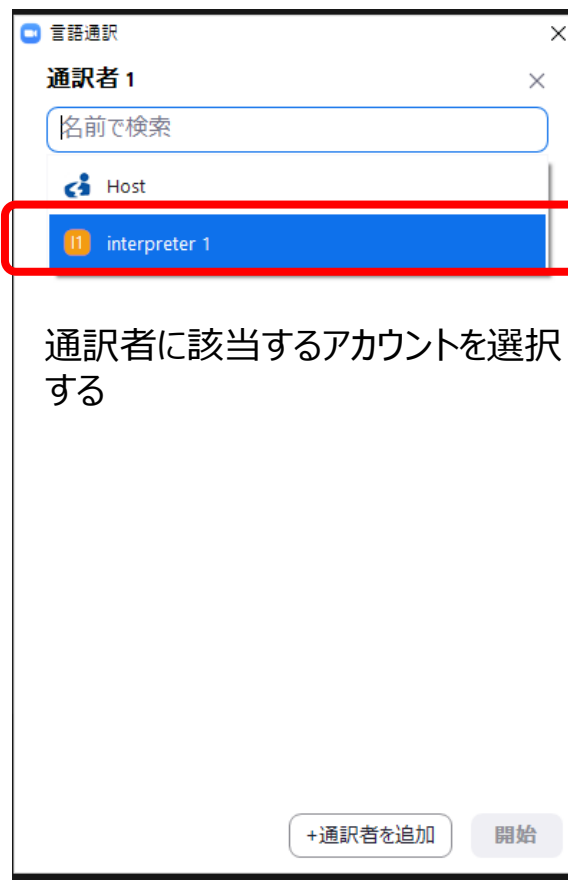 言語通訳
通訳者 1
名前で検索
Host
I1 interpreter 1
通訳者に該当するアカウントを選択
する
+通訳者を追加
開始